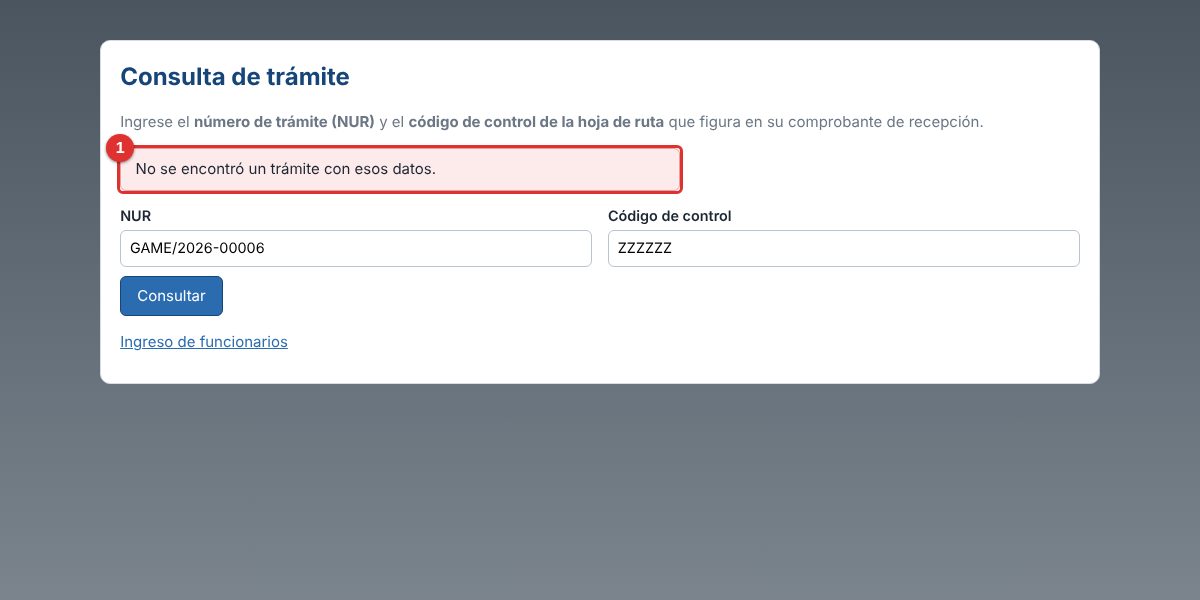 Consulta de trámite
Ingrese el número de trámite (NUR) y el código de control de la hoja de ruta que figura en su comprobante de recepción.
1
No se encontró un trámite con esos datos.
NUR
Código de control
GAME/2026-00006
ZZZZZZ
Consultar
Ingreso de funcionarios